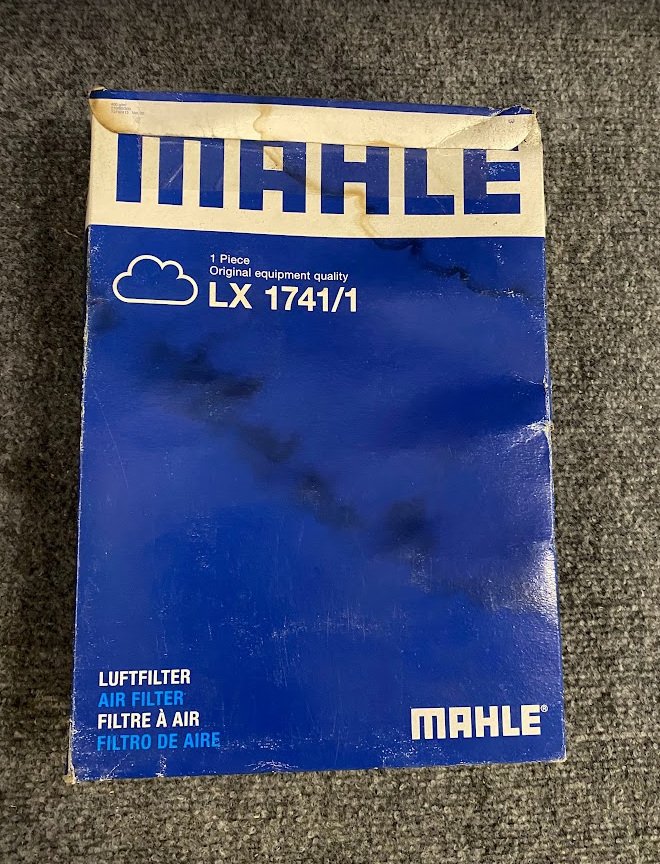 MAHLE
1 Piece
Original equipment quality
LX 1741/1
LUFTFILTER
AIR FILTER
FILTRE À AIR
FILTRO DE AIRE
MAHLE®